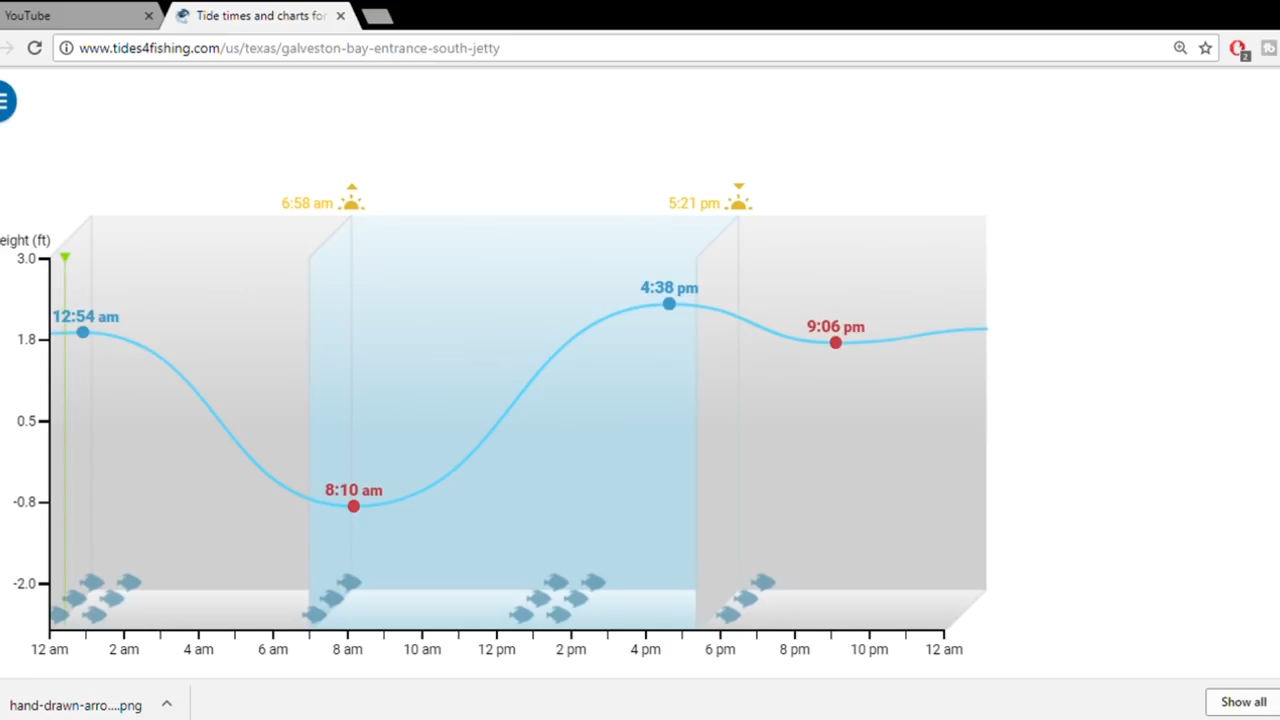 YouTube
Tide times and charts for
www.tides4fishing.com/us/texas/galveston-bay-entrance-south-jetty
2
6:58 am
5:21 pm
eight (ft)
3.0
1.8
0.5
-0.8
-2.0
12:54 am
8:10 am
4:38 pm
9:06 pm
12 am 2 am 4 am 6 am 8 am 10 am 12 pm 2 pm 4 pm 6 pm 8 pm 10 pm 12 am
hand-drawn-arro....png
Show all